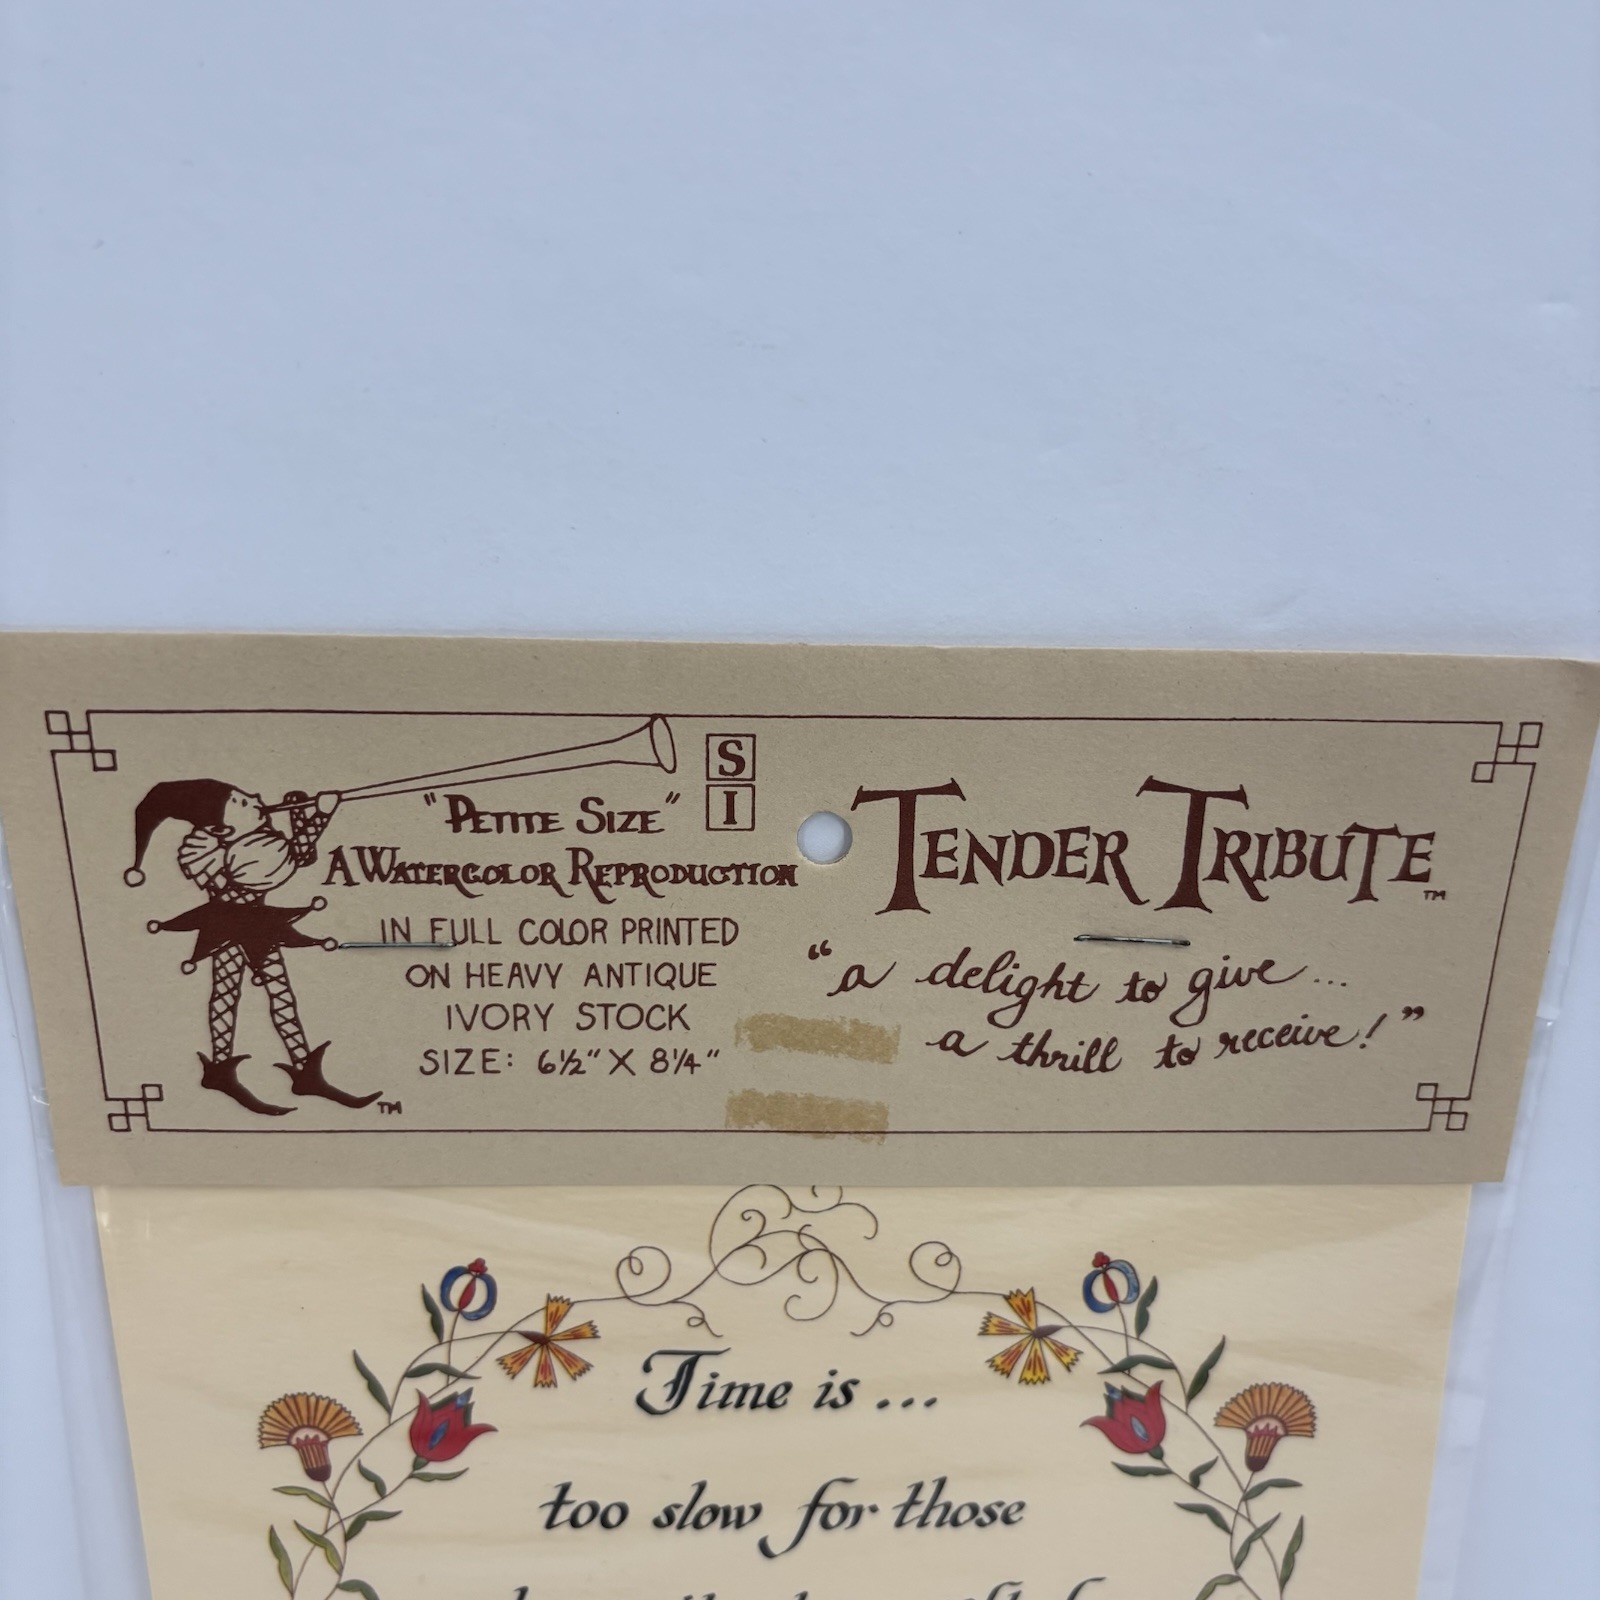 "PETITE SIZE"
S
I
A WATERCOLOR REPRODUCTION
IN FULL COLOR PRINTED
ON HEAVY ANTIQUE
IVORY STOCK
SIZE: 6½" X 8¼"
TM
TENDER TRIBUTE TM
"a delight to give...
a thrill to receive!"
Time is ...
too slow for those